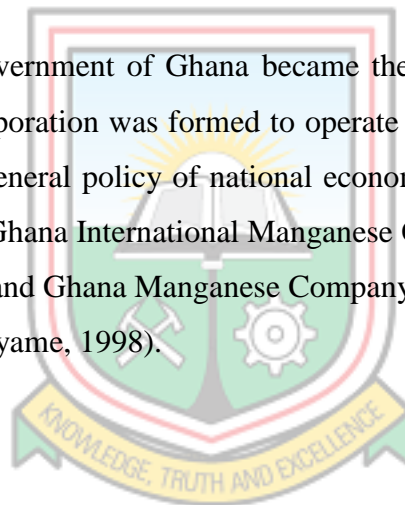 vernment of Ghana became the
poration was formed to operate
eneral policy of national econom
Ghana International Manganese C
and Ghana Manganese Company
yame, 1998).
KNOWLEDGE, TRUTH AND EXCELLENCE